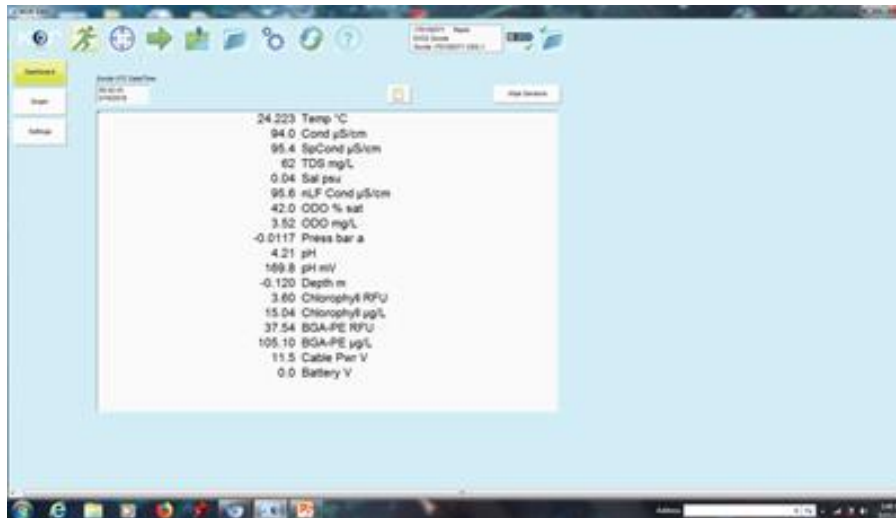 Dashboard
Graph
Settings
Wipe Sensors
24.223 Temp °C
94.0 Cond µS/cm
95.4 SpCond µS/cm
62 TDS mg/L
0.04 Sal psu
95.6 nLF Cond µS/cm
42.0 ODO % sat
3.52 ODO mg/L
-0.0117 Press bar a
4.21 pH
169.8 pH mV
-0.120 Depth m
3.60 Chlorophyll RFU
15.04 Chlorophyll µg/L
37.54 BGA-PE RFU
105.10 BGA-PE µg/L
11.5 Cable Pwr V
0.0 Battery V
Address